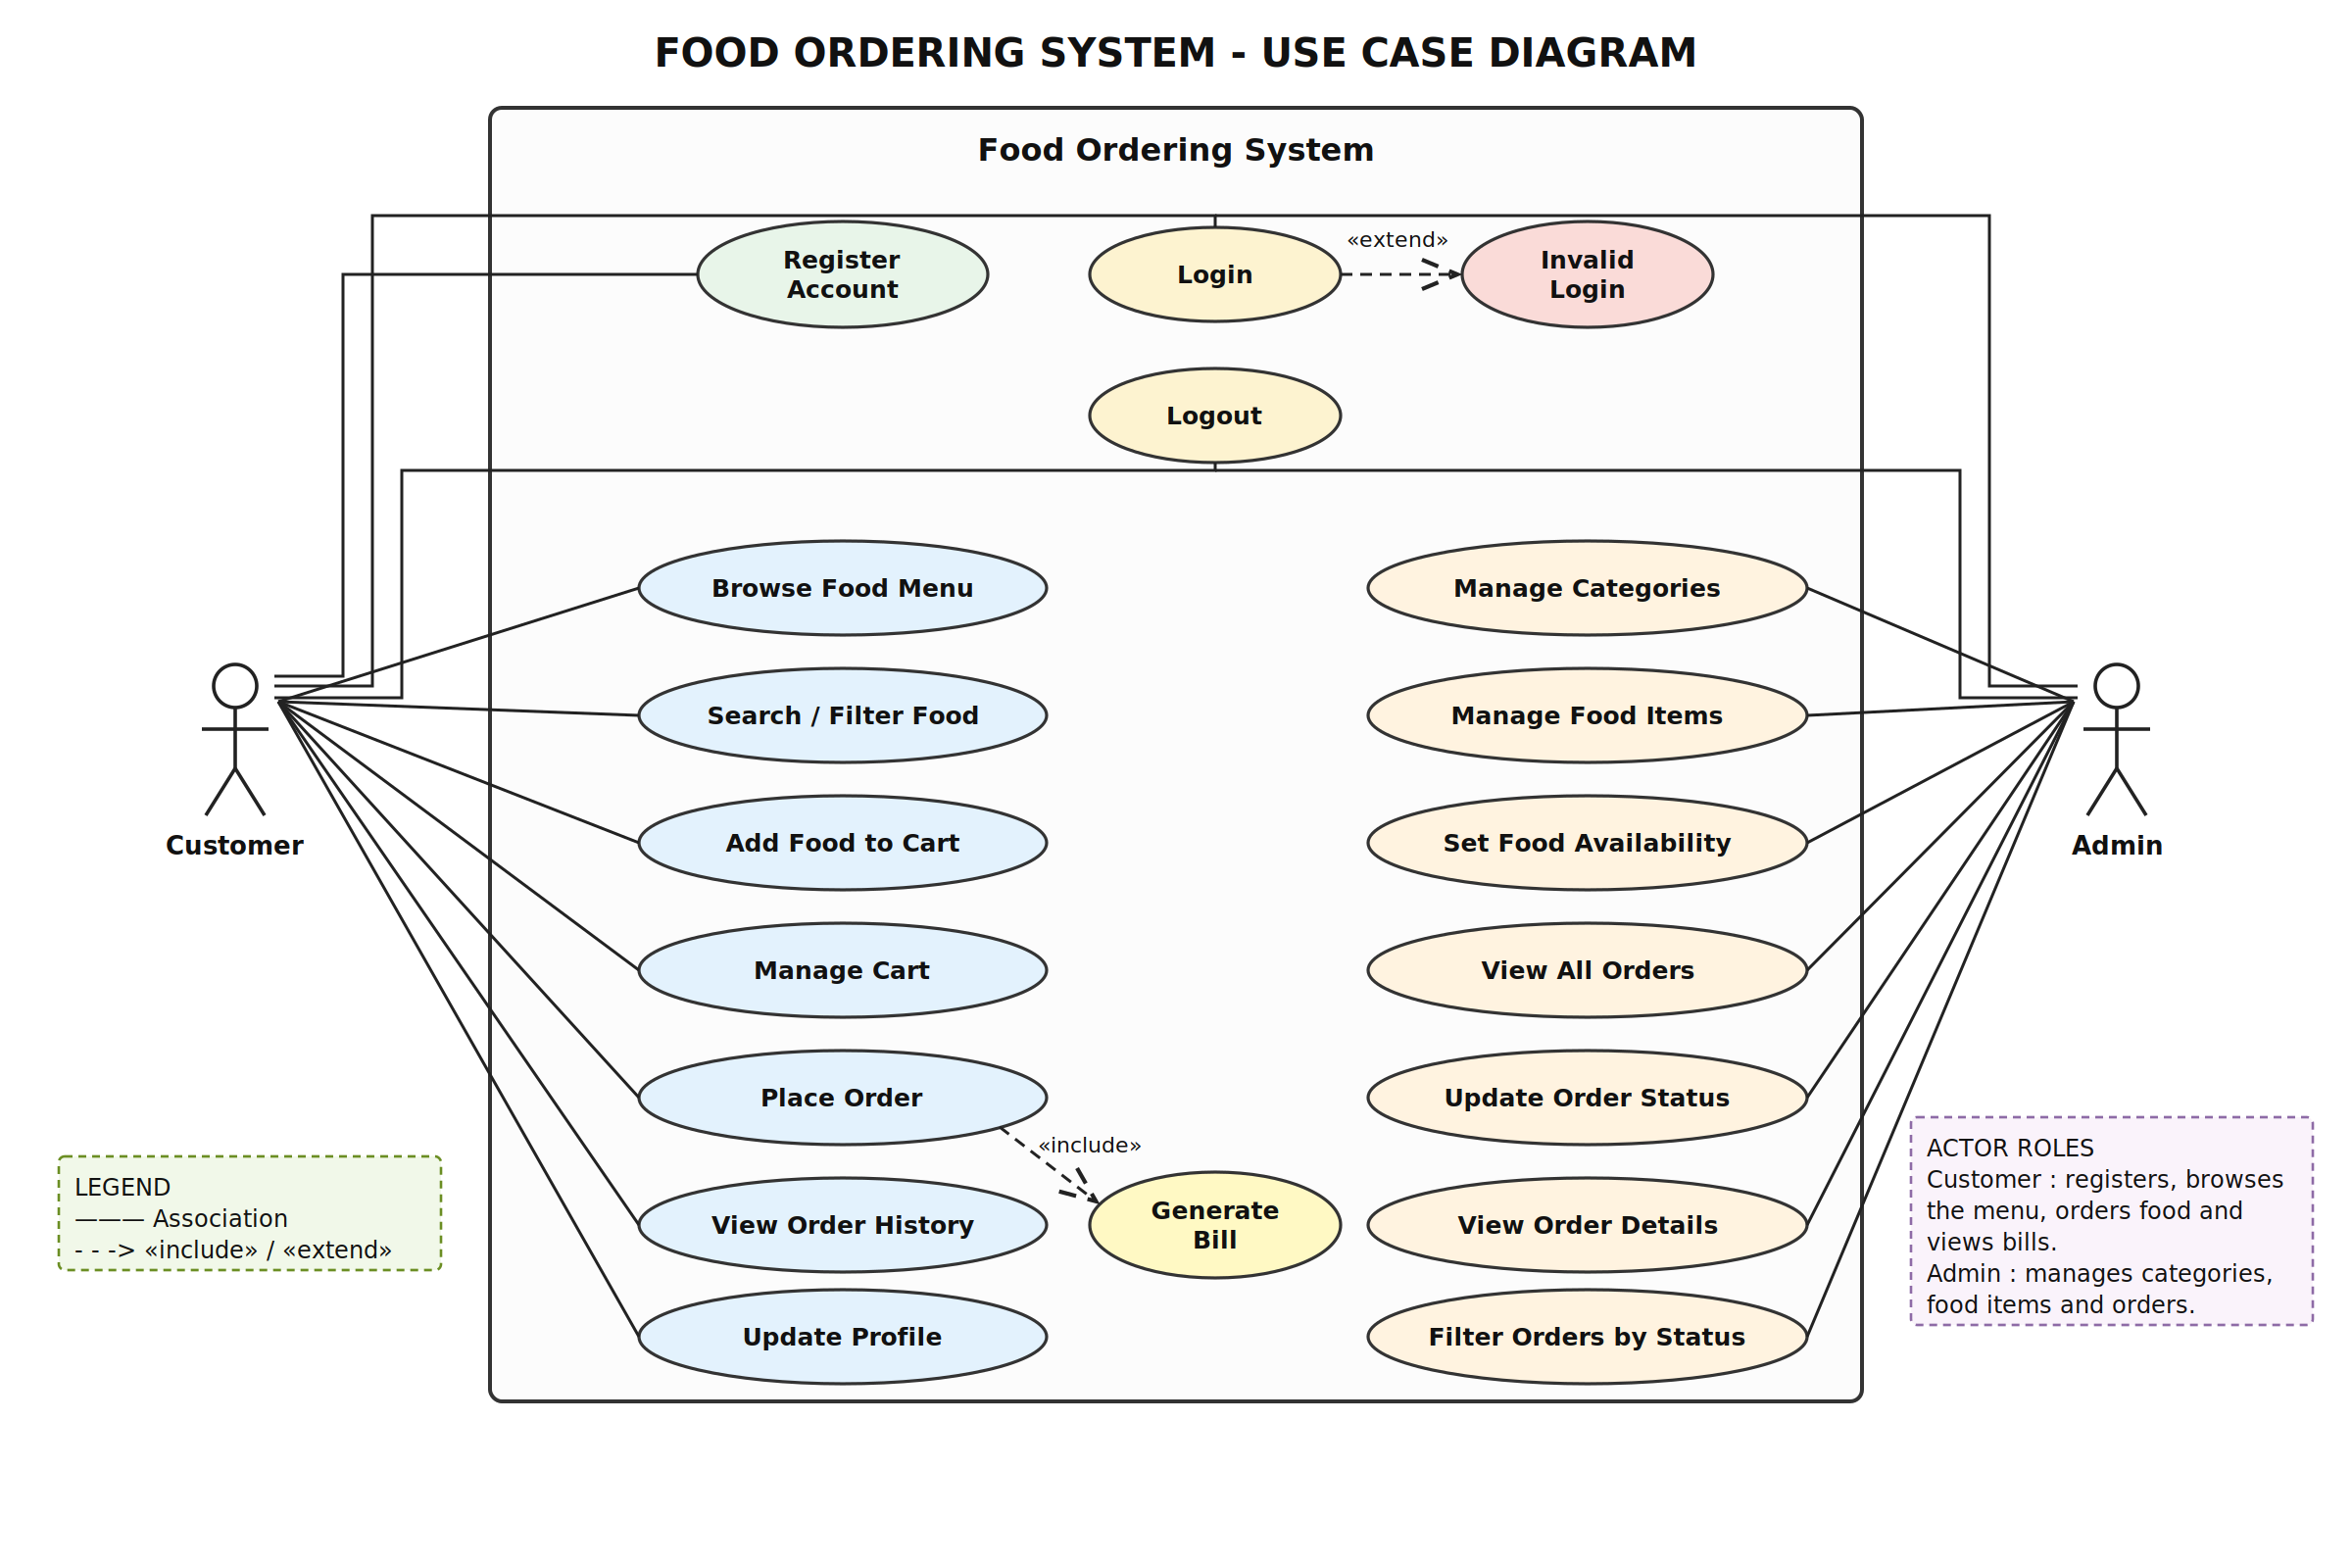 FOOD ORDERING SYSTEM - USE CASE DIAGRAM
Food Ordering System
Register
Account
Login
«extend»
Invalid
Login
Logout
Browse Food Menu
Manage Categories
Search / Filter Food
Manage Food Items
Add Food to Cart
Set Food Availability
Customer
Admin
Manage Cart
View All Orders
Place Order
Update Order Status
«include»
View Order History
Generate
Bill
View Order Details
Update Profile
Filter Orders by Status
LEGEND
——— Association
- - -> «include» / «extend»
ACTOR ROLES
Customer : registers, browses
the menu, orders food and
views bills.
Admin : manages categories,
food items and orders.